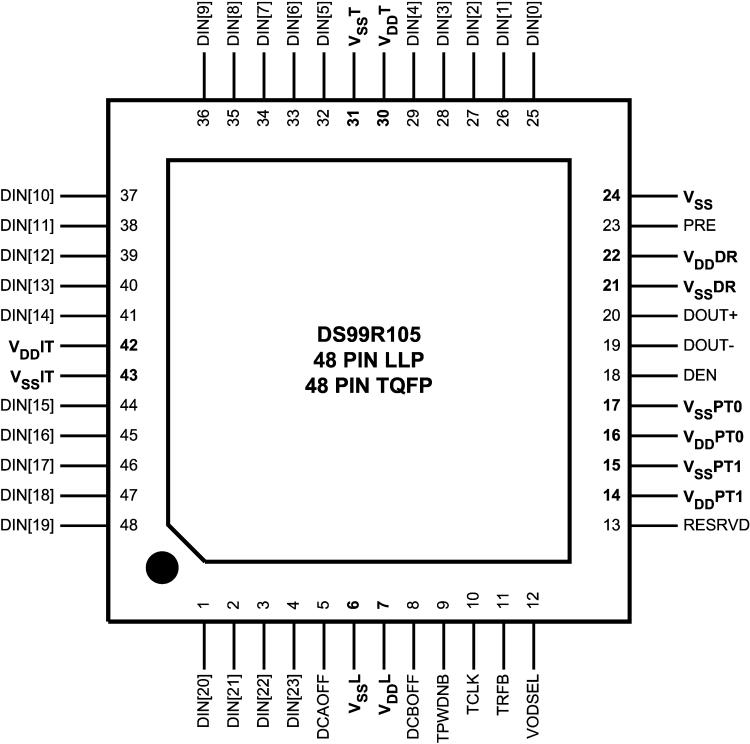 DIN[9] DIN[8] DIN[7] DIN[6] DIN[5] VSST VDDT DIN[4] DIN[3] DIN[2] DIN[1] DIN[0]
36 35 34 33 32 31 30 29 28 27 26 25
DIN[10] 37
DIN[11] 38
DIN[12] 39
DIN[13] 40
DIN[14] 41
VDDIT 42
VSSIT 43
DIN[15] 44
DIN[16] 45
DIN[17] 46
DIN[18] 47
DIN[19] 48
DS99R105
48 PIN LLP
48 PIN TQFP
24 VSS
23 PRE
22 VDDDR
21 VSSDR
20 DOUT+
19 DOUT-
18 DEN
17 VSSPT0
16 VDDPT0
15 VSSPT1
14 VDDPT1
13 RESRVD
1 2 3 4 5 6 7 8 9 10 11 12
DIN[20] DIN[21] DIN[22] DIN[23] DCAOFF VSSL VDDL DCBOFF TPWDNB TCLK TRFB VODSEL